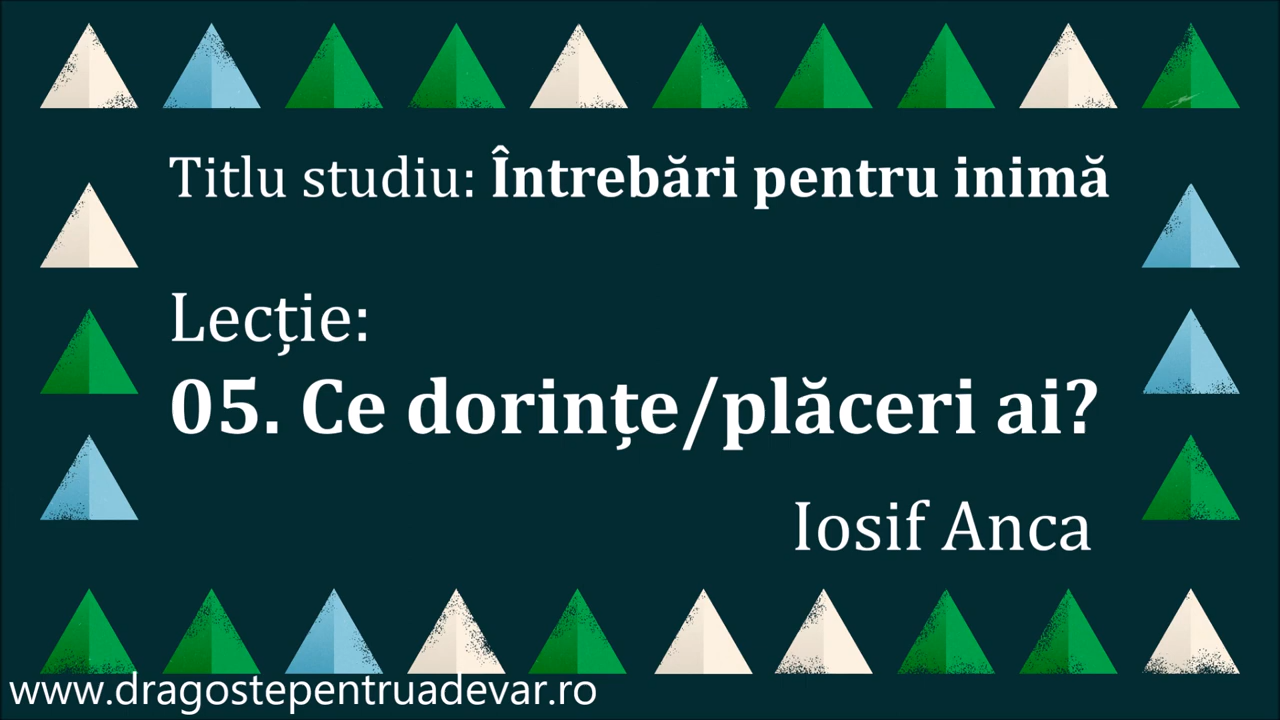 Titlu studiu: Întrebări pentru inimă
Lecție:
05. Ce dorințe/plăceri ai?
Iosif Anca
www.dragostepentruadevar.ro